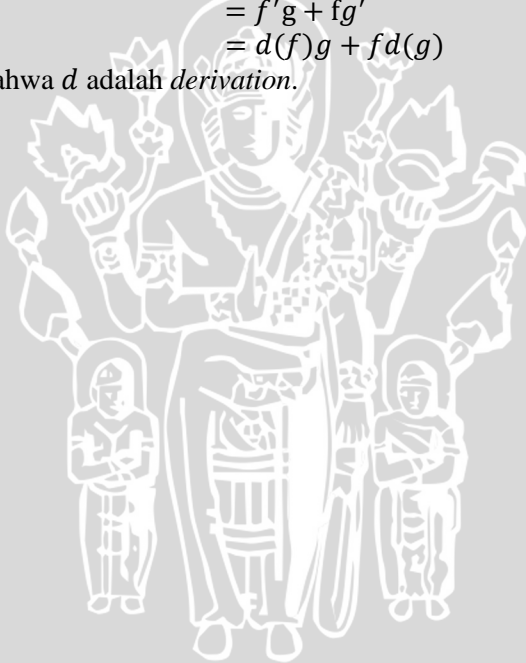 = 𝑓′g + f𝑔′
= 𝑑(𝑓)𝑔 + 𝑓𝑑(𝑔)
ahwa 𝑑 adalah derivation.